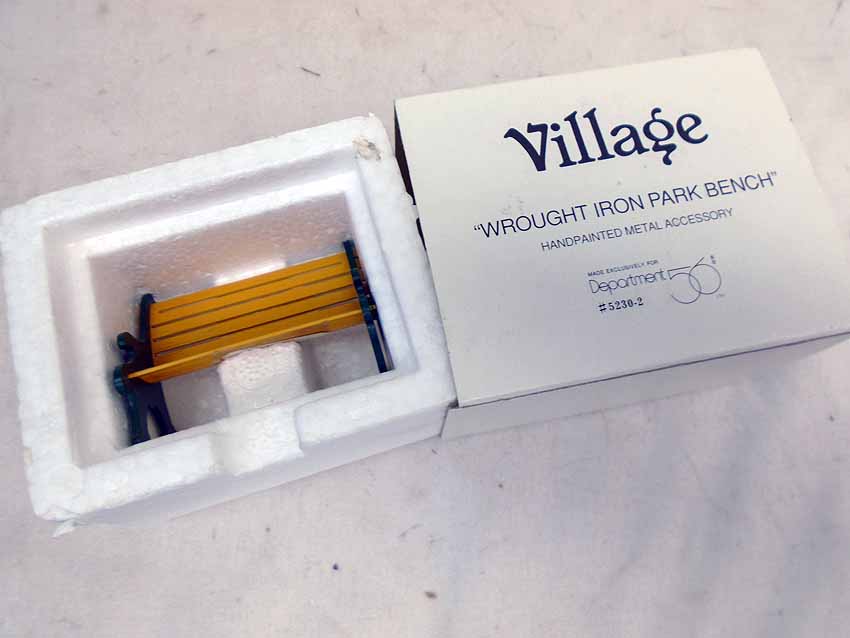 Village
“WROUGHT IRON PARK BENCH”
HANDPAINTED METAL ACCESSORY
MADE EXCLUSIVELY FOR
Department 56
#5230-2